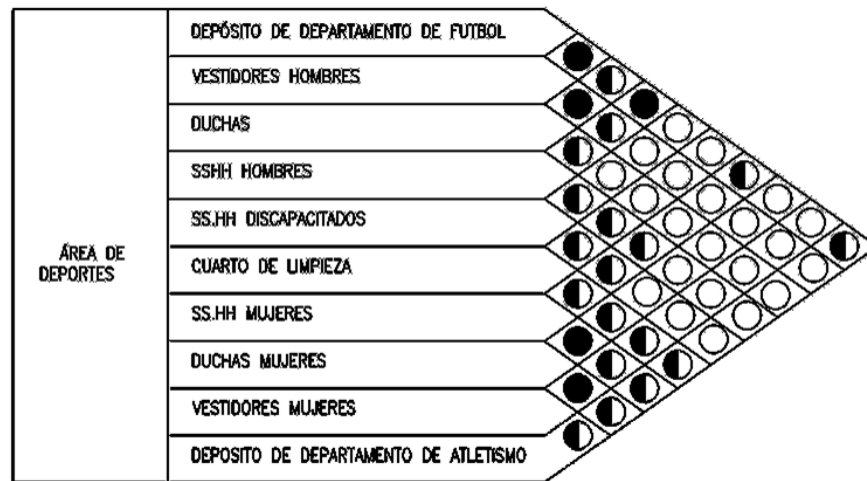 DEPÓSITO DE DEPARTAMENTO DE FUTBOL
VESTIDORES HOMBRES
DUCHAS
SSHH HOMBRES
SS.HH DISCAPACITADOS
CUARTO DE LIMPIEZA
SS.HH MUJERES
DUCHAS MUJERES
VESTIDORES MUJERES
DEPOSITO DE DEPARTAMENTO DE ATLETISMO
ÁREA DE
DEPORTES